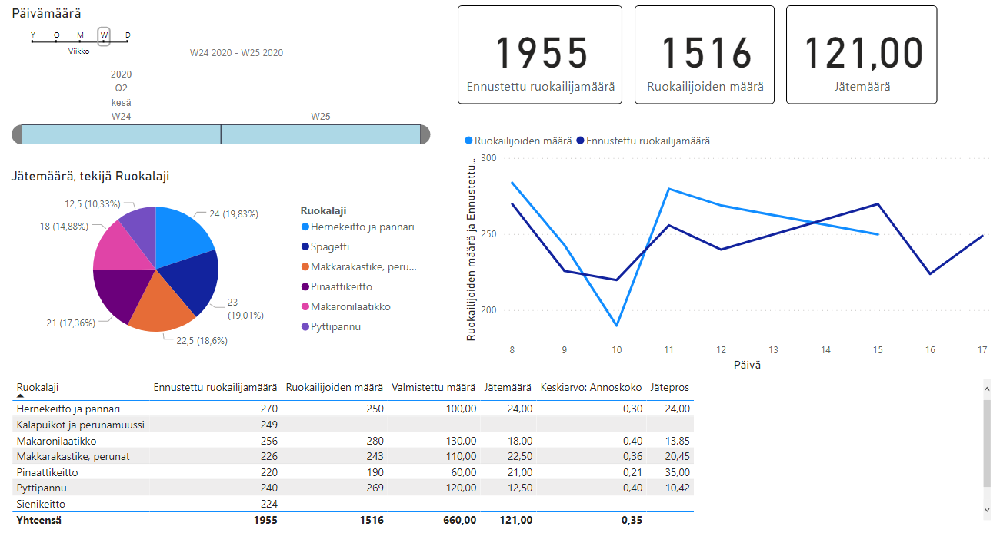 Päivämäärä
Y Q M W D
Viikko
W24 2020 - W25 2020
2020
Q2
kesä
W24 W25
1955
Ennustettu ruokailijamäärä
1516
Ruokailijoiden määrä
121,00
Jätemäärä
Jätemäärä, tekijä Ruokalaji
12,5 (10,33%)
24 (19,83%)
18 (14,88%)
23
(19,01%)
21 (17,36%)
22,5 (18,6%)
Ruokalaji
Hernekeitto ja pannari
Spagetti
Makkarakastike, peru...
Pinaattikeitto
Makaronilaatikko
Pyttipannu
Ruokailijoiden määrä Ennustettu ruokailijamäärä
Ruokailijoiden määrä ja Ennustettu...
300
250
200
8 9 10 11 12 13 14 15 16 17
Päivä
Ruokalaji Ennustettu ruokailijamäärä Ruokailijoiden määrä Valmistettu määrä Jätemäärä Keskiarvo: Annoskoko Jätepros
Hernekeitto ja pannari 270 250 100,00 24,00 0,30 24,00
Kalapuikot ja perunamuussi 249
Makaronilaatikko 256 280 130,00 18,00 0,40 13,85
Makkarakastike, perunat 226 243 110,00 22,50 0,36 20,45
Pinaattikeitto 220 190 60,00 21,00 0,21 35,00
Pyttipannu 240 269 120,00 12,50 0,40 10,42
Sienikeitto 224
Yhteensä 1955 1516 660,00 121,00 0,35